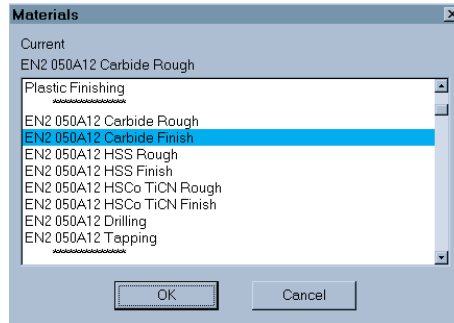 Materials
Current
EN2 050A12 Carbide Rough
Plastic Finishing
**************
EN2 050A12 Carbide Rough
EN2 050A12 Carbide Finish
EN2 050A12 HSS Rough
EN2 050A12 HSS Finish
EN2 050A12 HSCo TiCN Rough
EN2 050A12 HSCo TiCN Finish
EN2 050A12 Drilling
EN2 050A12 Tapping
**************
OK Cancel